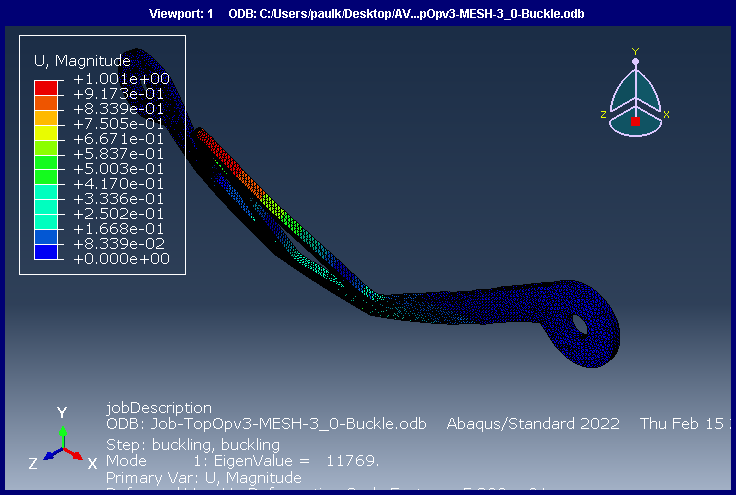 Viewport: 1 ODB: C:/Users/paulk/Desktop/AV...pOpv3-MESH-3_0-Buckle.odb
U, Magnitude
+1.001e+00
+9.173e-01
+8.339e-01
+7.505e-01
+6.671e-01
+5.837e-01
+5.003e-01
+4.170e-01
+3.336e-01
+2.502e-01
+1.668e-01
+8.339e-02
+0.000e+00
Y
Z X
Y
Z X
jobDescription
ODB: Job-TopOpv3-MESH-3_0-Buckle.odb Abaqus/Standard 2022 Thu Feb 15
Step: buckling, buckling
Mode 1: EigenValue = 11769.
Primary Var: U, Magnitude